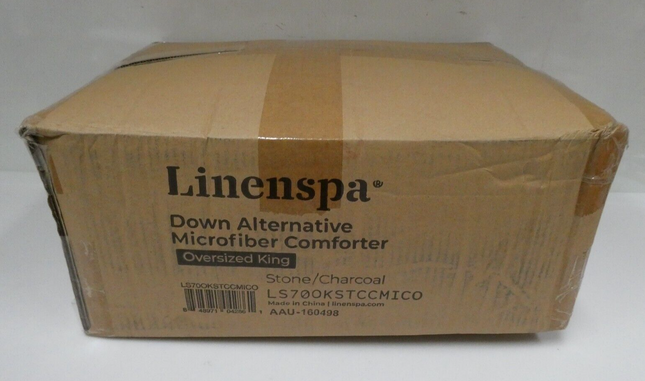 Linenspa®
Down Alternative
Microfiber Comforter
Oversized King
Stone/Charcoal
LS70OKSTCCMICO
LS70OKSTCCMICO
Made in China | linenspa.com
AAU-160498